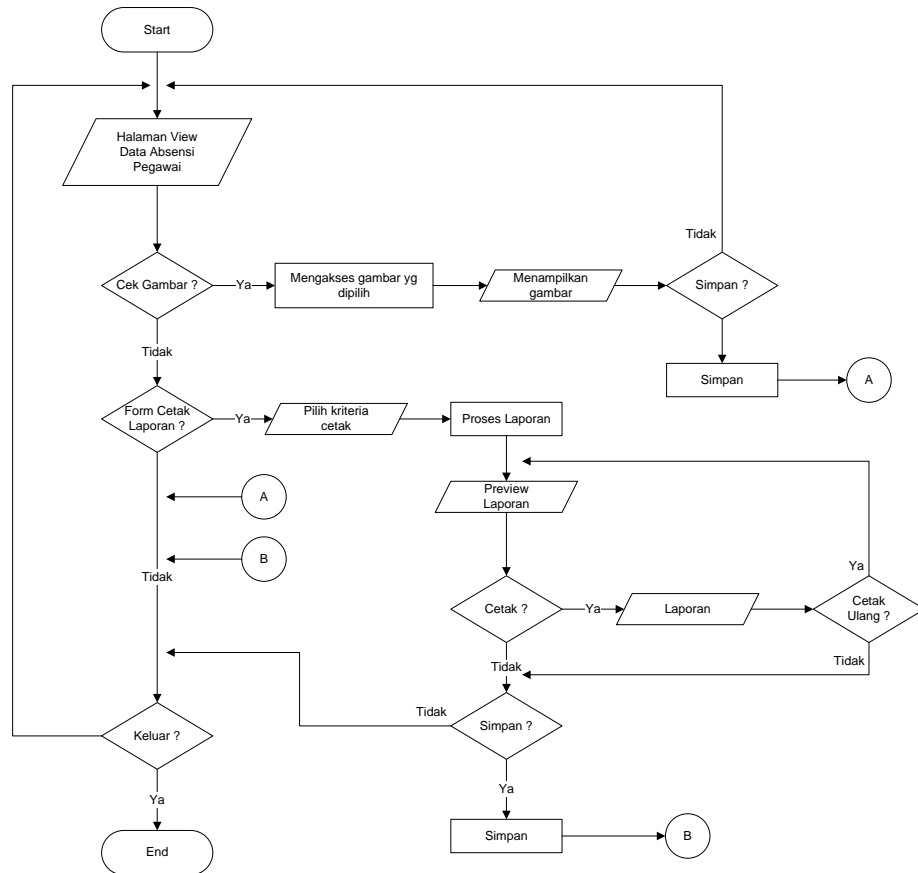 Start
Halaman View
Data Absensi
Pegawai
Tidak
Cek Gambar ?
Ya
Mengakses gambar yg
dipilih
Menampilkan
gambar
Simpan ?
Tidak
Simpan
A
Form Cetak
Laporan ?
Ya
Pilih kriteria
cetak
Proses Laporan
A
Preview
Laporan
B
Tidak
Ya
Cetak ?
Ya
Laporan
Cetak
Ulang ?
Tidak
Tidak
Tidak
Keluar ?
Simpan ?
Ya
Ya
End
Simpan
B